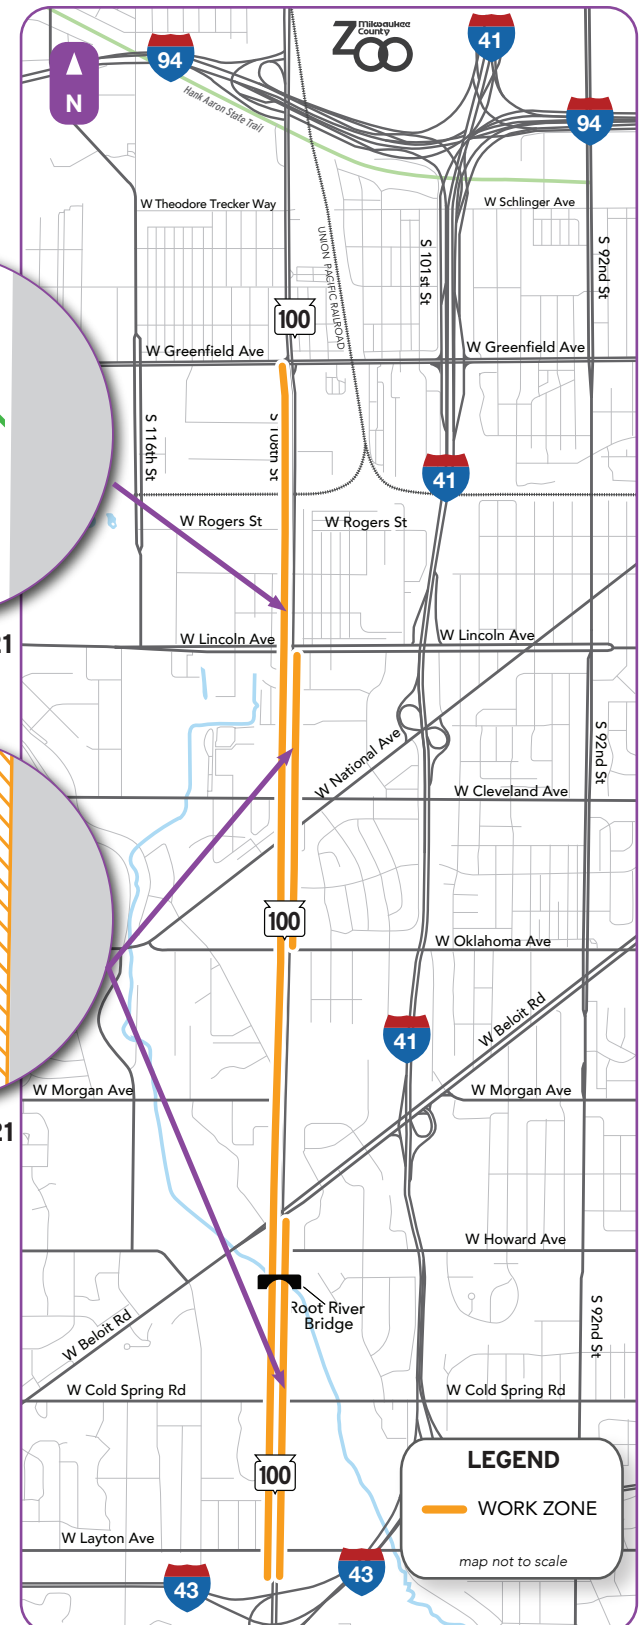 Milwaukee
County
ZOO
41
94
N
94
Hank Aaron State Trail
W Theodore Trecker Way
W Schlinger Ave
UNION PACIFIC RAILROAD
S 101st St
S 92nd St
100
W Greenfield Ave
W Greenfield Ave
S 116th St
S 108th St
41
W Rogers St
W Rogers St
W Lincoln Ave
W Lincoln Ave
21
W National Ave
S 92nd St
W Cleveland Ave
100
W Oklahoma Ave
W Beloit Rd
41
W Morgan Ave
W Morgan Ave
21
W Howard Ave
Root River
Bridge
W Beloit Rd
S 92nd St
W Cold Spring Rd
W Cold Spring Rd
100
LEGEND
WORK ZONE
map not to scale
W Layton Ave
43
43